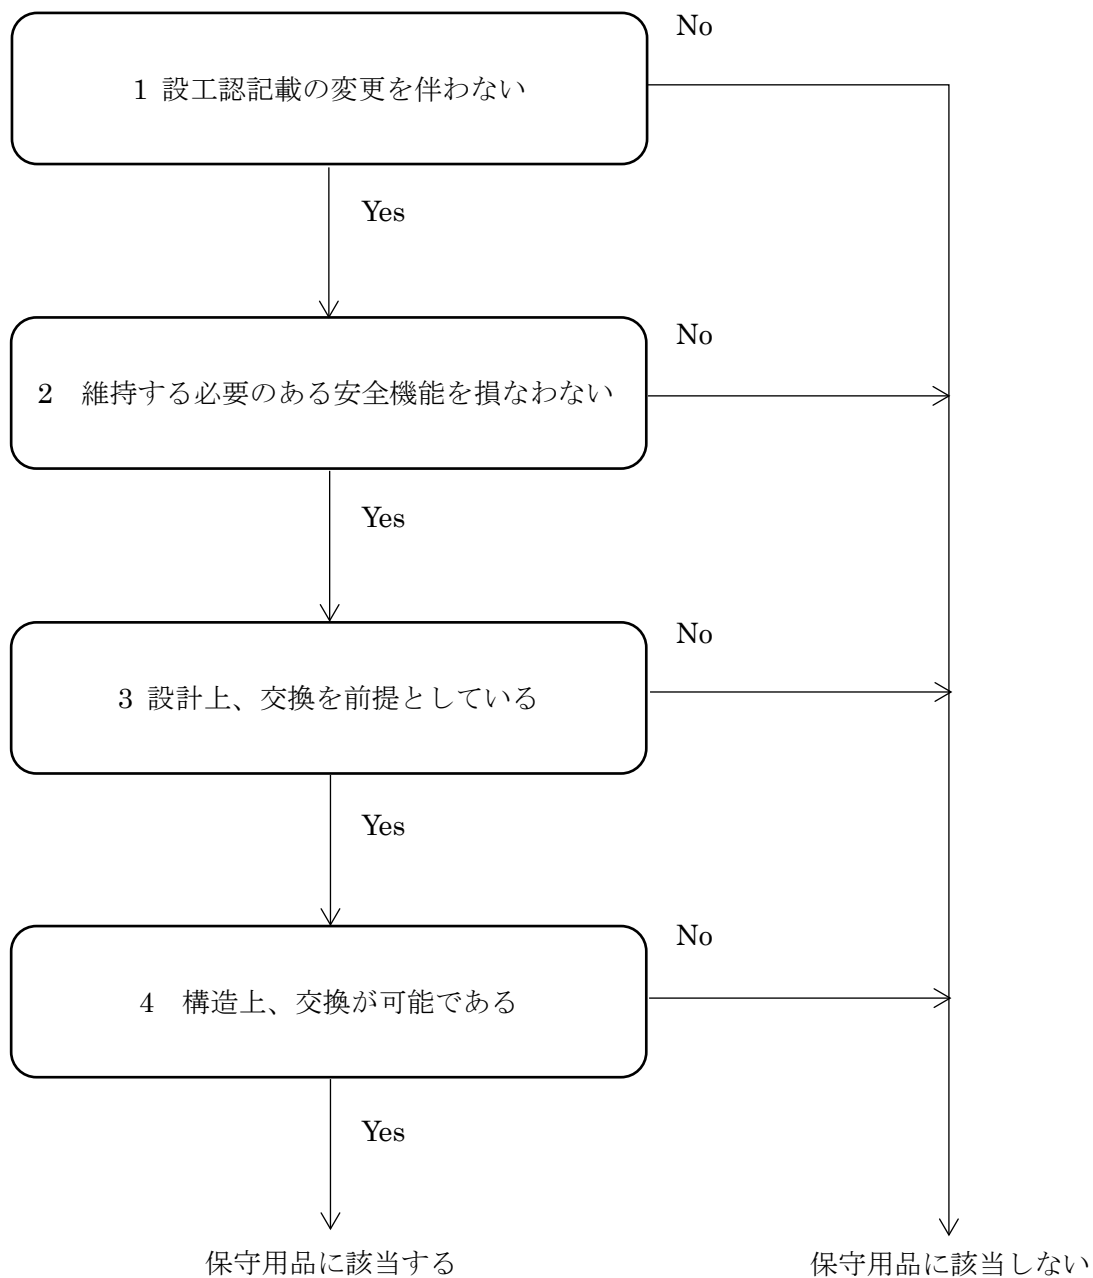 No
1 設工認記載の変更を伴わない
Yes
No
2　維持する必要のある安全機能を損なわない
Yes
No
3 設計上、交換を前提としている
Yes
No
4　構造上、交換が可能である
Yes
保守用品に該当する
保守用品に該当しない